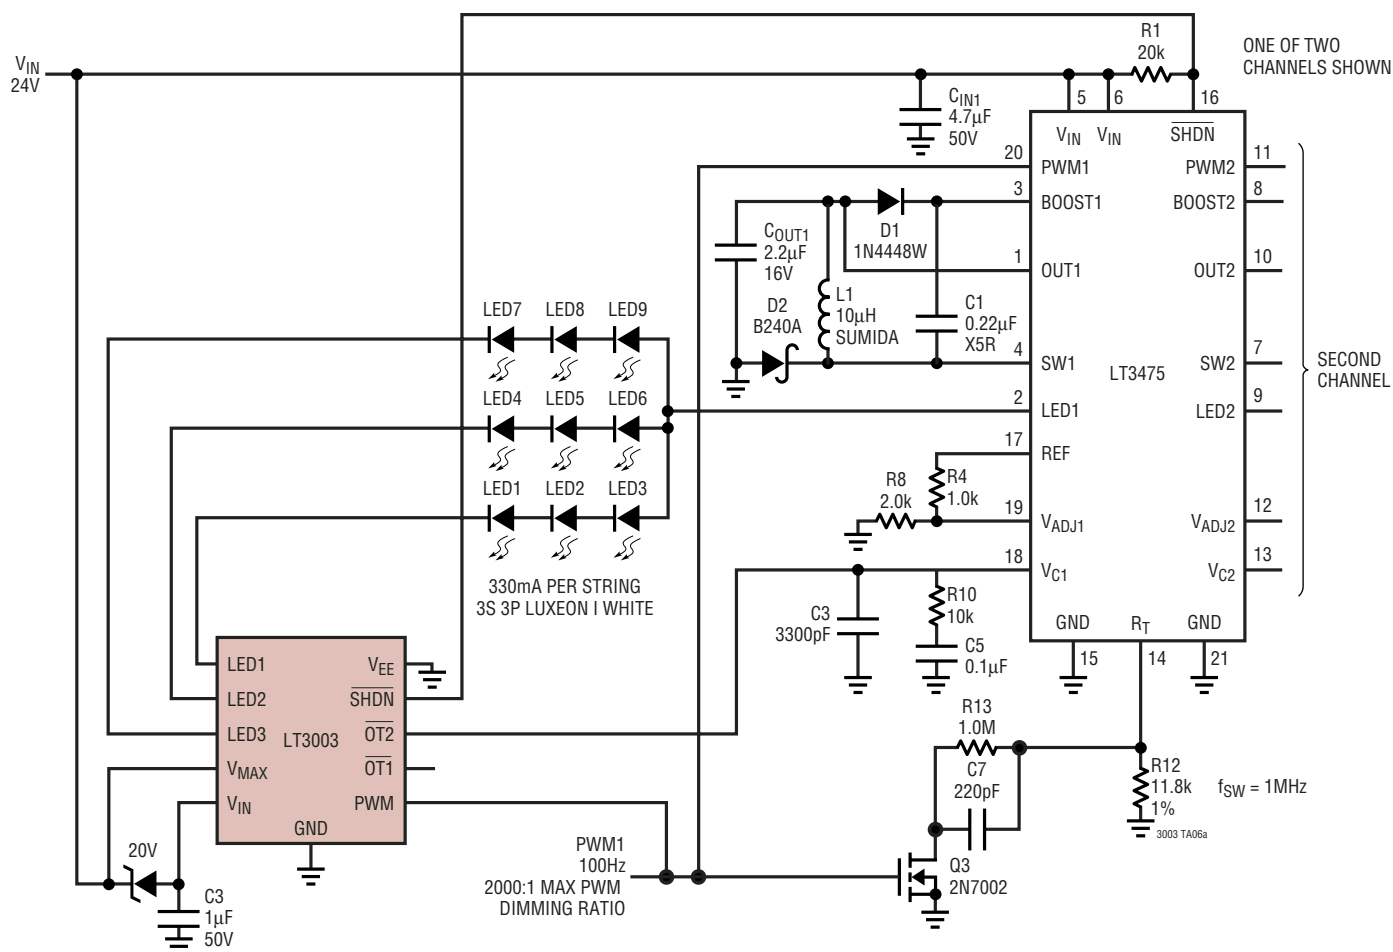 VIN
24V
R1
20k
ONE OF TWO
CHANNELS SHOWN
CIN1
4.7µF
50V
5
6
16
VIN
VIN
SHDN
20
PWM1
PWM2
11
3
BOOST1
BOOST2
8
COUT1
2.2µF
16V
D1
1N4448W
1
OUT1
OUT2
10
D2
B240A
L1
10µH
SUMIDA
C1
0.22µF
X5R
4
SW1
SW2
7
LT3475
SECOND
CHANNEL
2
LED1
LED2
9
LED7
LED8
LED9
LED4
LED5
LED6
LED1
LED2
LED3
330mA PER STRING
3S 3P LUXEON I WHITE
17
REF
R8
2.0k
R4
1.0k
19
VADJ1
VADJ2
12
18
VC1
VC2
13
C3
3300pF
R10
10k
C5
0.1µF
GND
RT
GND
15
14
21
LED1
VEE
LED2
SHDN
LED3
LT3003
OT2
VMAX
OT1
VIN
PWM
GND
20V
C3
1µF
50V
R13
1.0M
C7
220pF
R12
11.8k
1%
fSW = 1MHz
3003 TA06a
PWM1
100Hz
2000:1 MAX PWM
DIMMING RATIO
Q3
2N7002